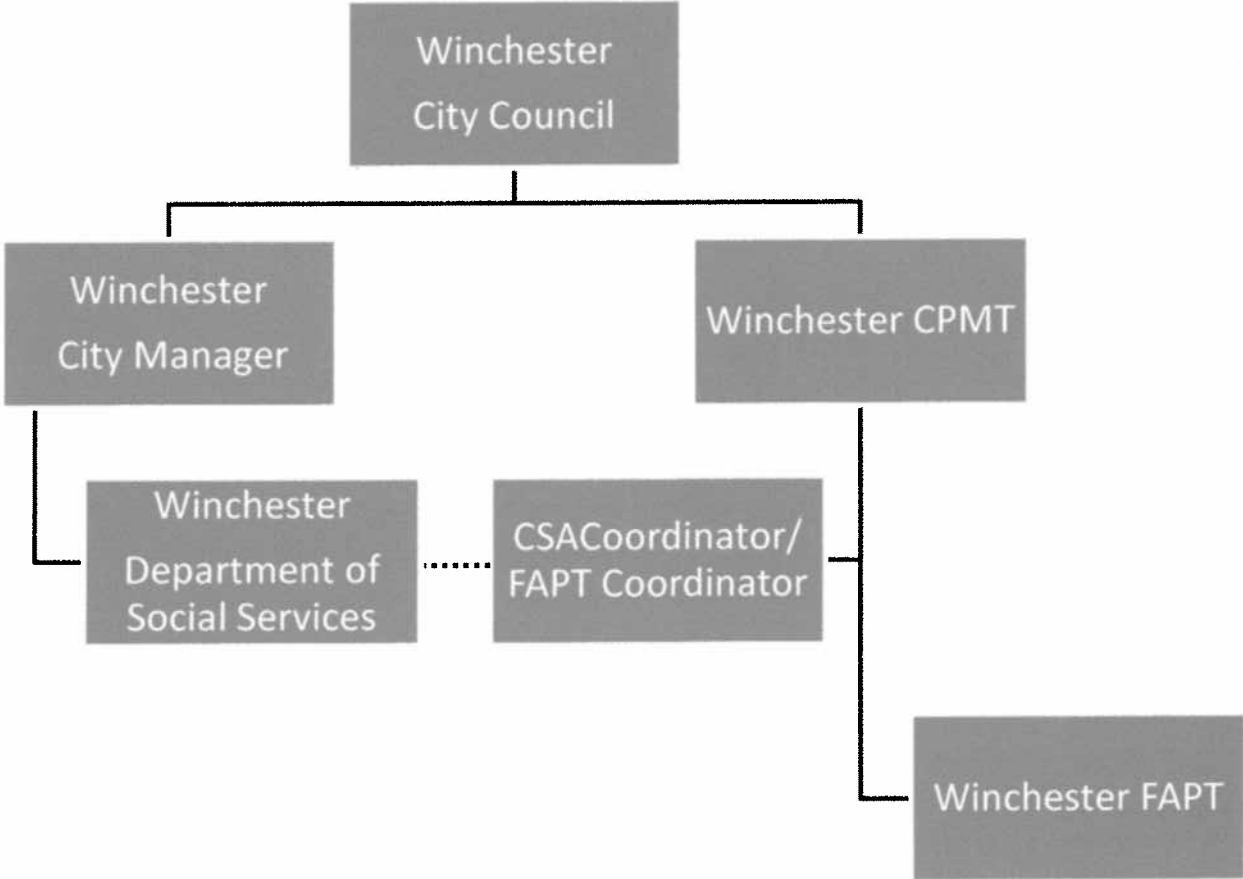 Winchester
City Council
Winchester
City Manager
Winchester CPMT
Winchester
Department of
Social Services
CSACoordinator/
FAPT Coordinator
Winchester FAPT